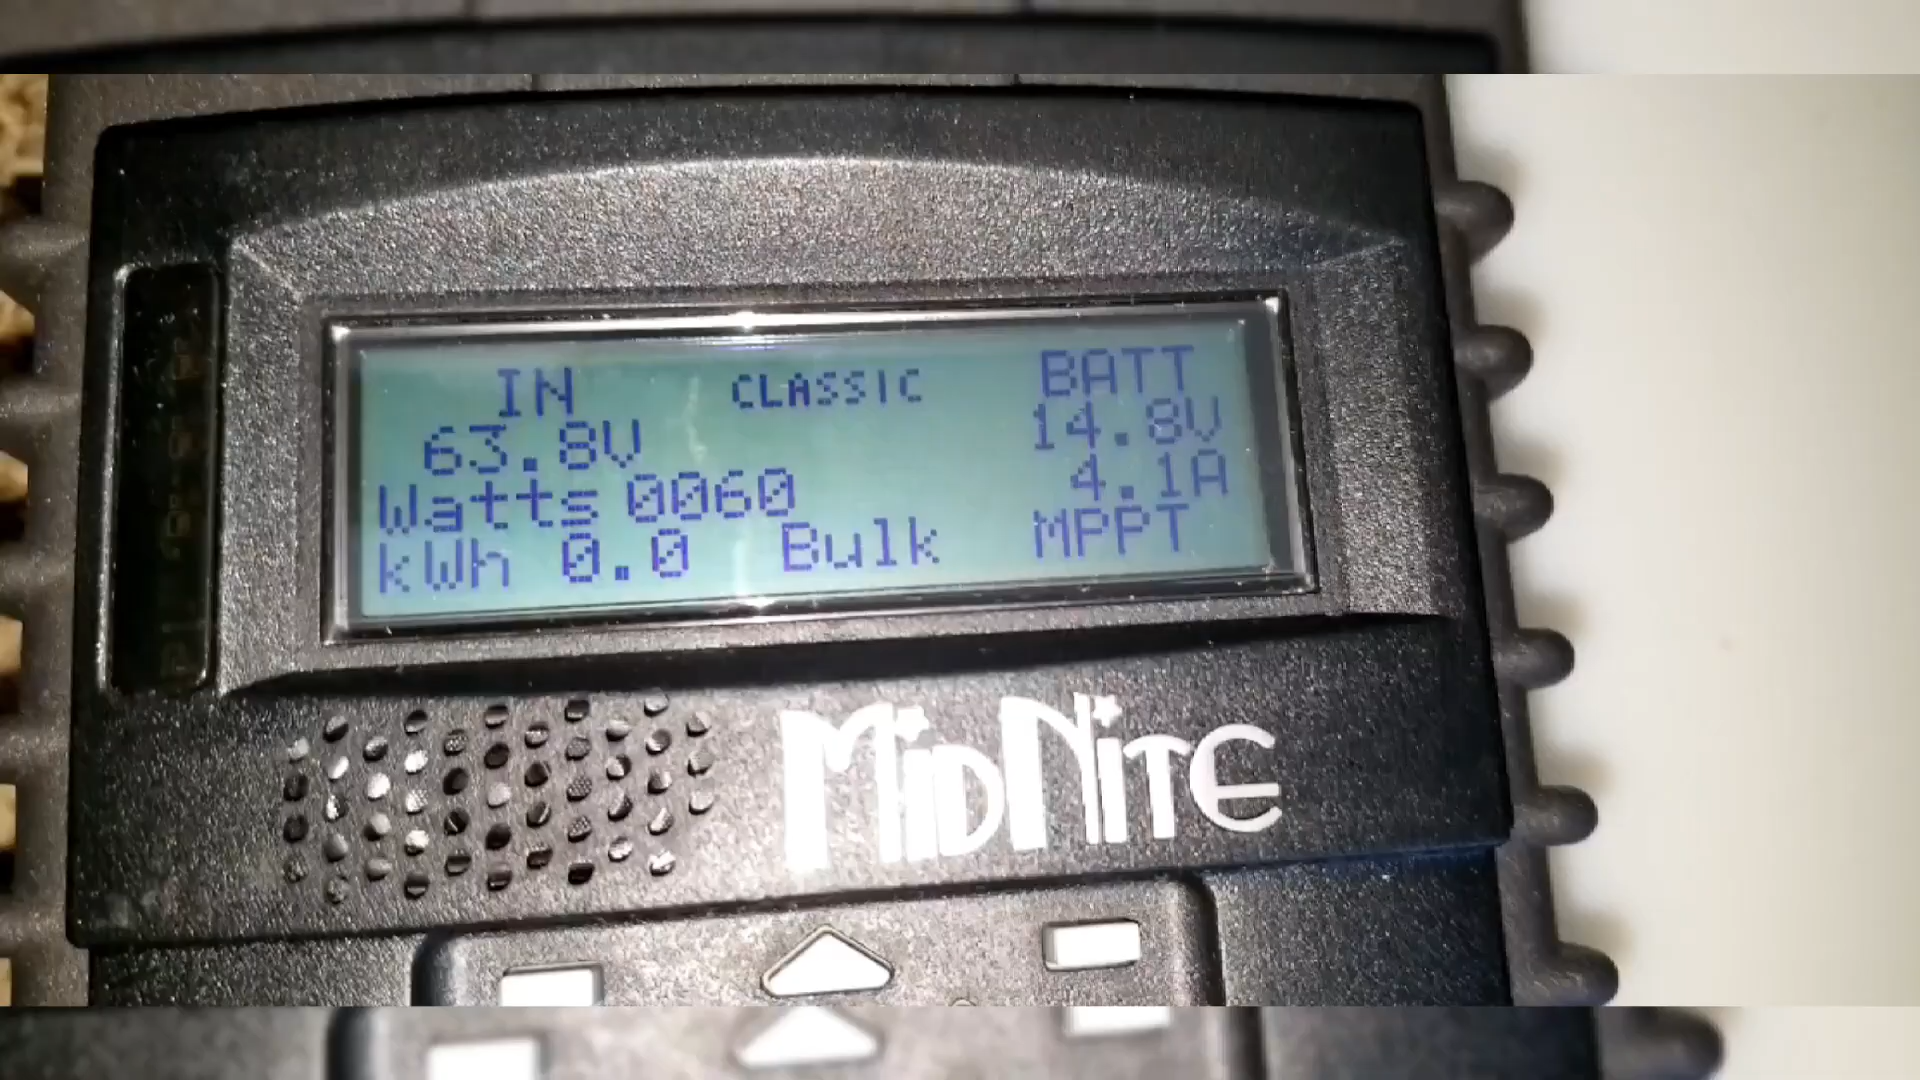 IN CLASSIC BATT
63.8V 14.8V
Watts 0060 4.1A
kWh 0.0 Bulk MPPT
MIDNITE